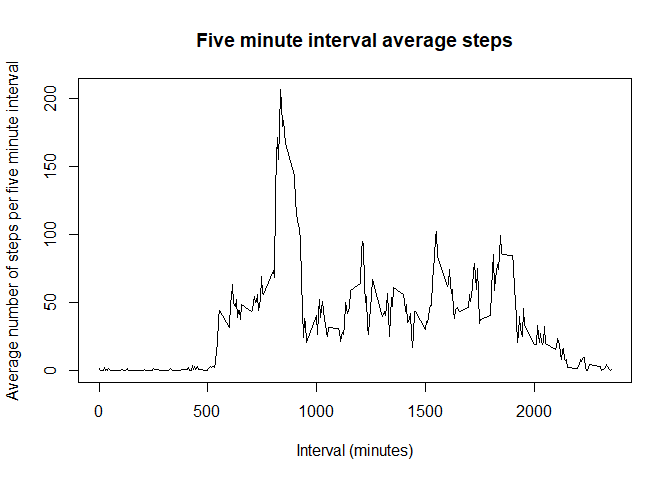 Five minute interval average steps
Average number of steps per five minute interval
200
150
100
50
0
0 500 1000 1500 2000
Interval (minutes)